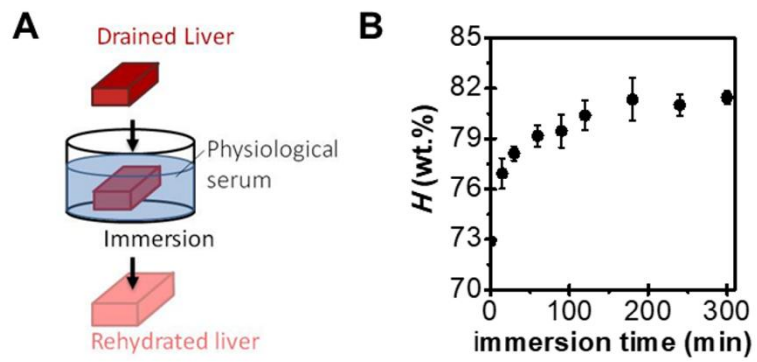 A
Drained Liver
Physiological
serum
Immersion
Rehydrated liver
B
85
82
79
76
73
70
H (wt.%)
0
100
200
300
immersion time (min)